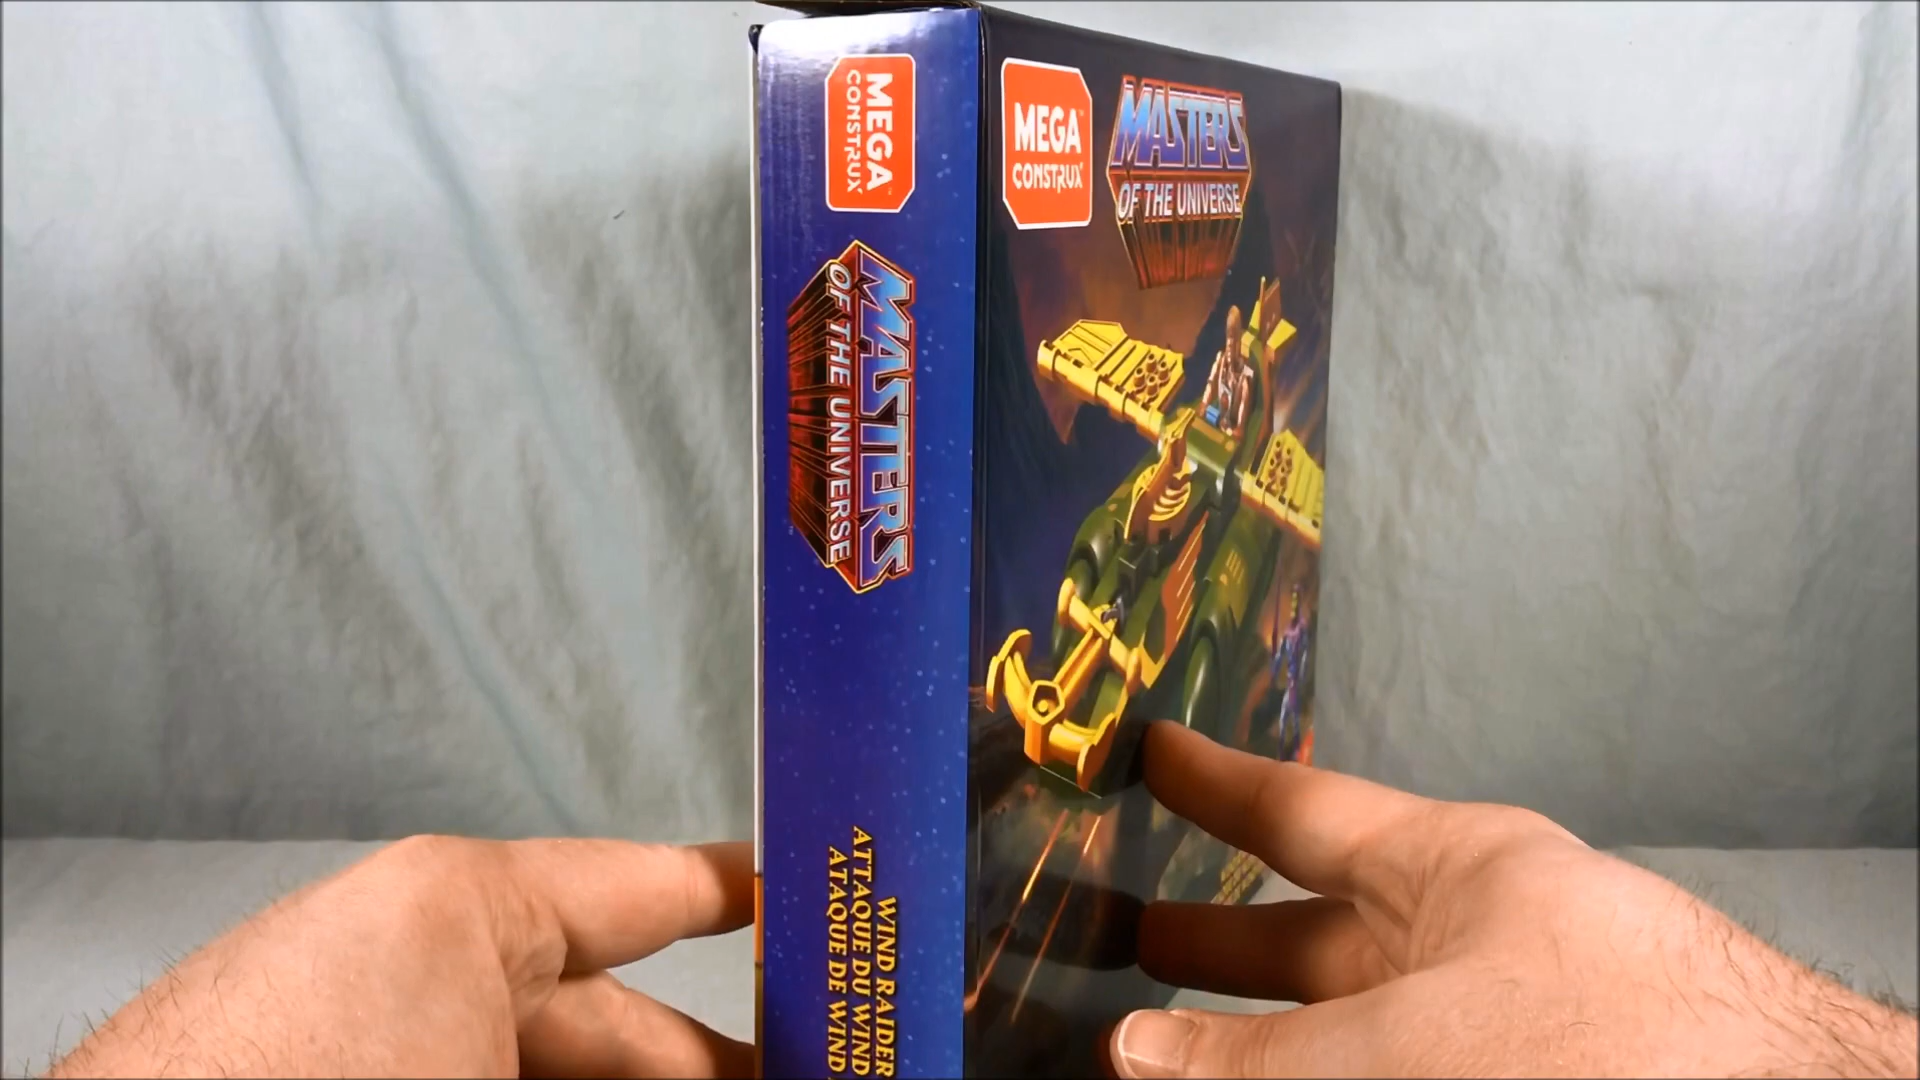 MEGA
CONSTRUX
MASTERS
OF THE UNIVERSE
WIND RAIDER
ATTAQUE DU WIND
ATAQUE DE WIND
MEGA
CONSTRUX
MASTERS
OF THE UNIVERSE